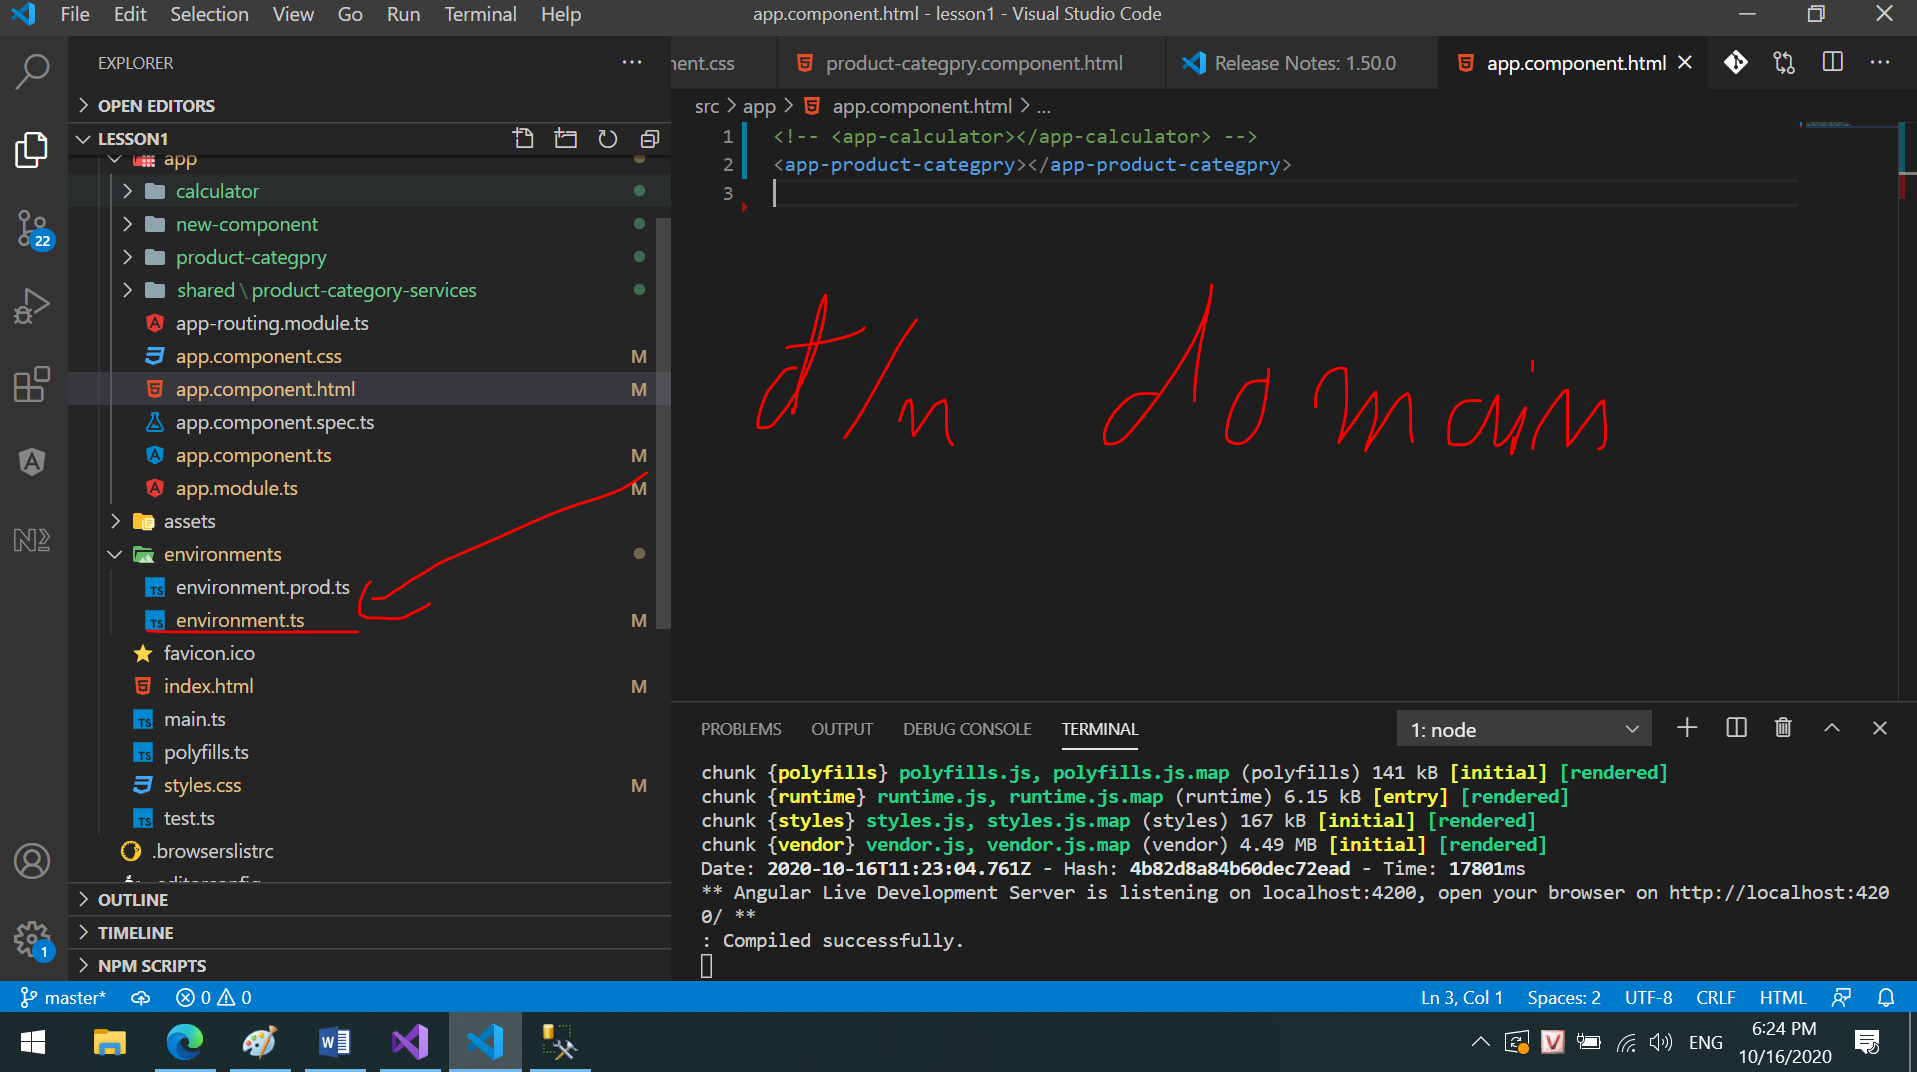 File Edit Selection View Go Run Terminal Help
app.component.html - lesson1 - Visual Studio Code
EXPLORER
OPEN EDITORS
LESSON1
app
calculator
new-component
product-categpry
shared \ product-category-services
app-routing.module.ts
app.component.css M
app.component.html M
app.component.spec.ts
app.component.ts M
app.module.ts M
assets
environments
environment.prod.ts
environment.ts M
favicon.ico
index.html M
main.ts
polyfills.ts
styles.css M
test.ts
.browserslistrc
OUTLINE
TIMELINE
NPM SCRIPTS
22
1
product-categpry.component.html
Release Notes: 1.50.0
app.component.html
src > app > app.component.html > ...
1 <!-- <app-calculator></app-calculator> -->
2 <app-product-categpry></app-product-categpry>
3
đ/n domain
PROBLEMS OUTPUT DEBUG CONSOLE TERMINAL
1: node
chunk {polyfills} polyfills.js, polyfills.js.map (polyfills) 141 kB [initial] [rendered]
chunk {runtime} runtime.js, runtime.js.map (runtime) 6.15 kB [entry] [rendered]
chunk {styles} styles.js, styles.js.map (styles) 167 kB [initial] [rendered]
chunk {vendor} vendor.js, vendor.js.map (vendor) 4.49 MB [initial] [rendered]
Date: 2020-10-16T11:23:04.761Z - Hash: 4b82d8a84b60dec72ead - Time: 17801ms
** Angular Live Development Server is listening on localhost:4200, open your browser on http://localhost:420
0/ **
: Compiled successfully.
master* 0 0
Ln 3, Col 1 Spaces: 2 UTF-8 CRLF HTML
ENG
6:24 PM
10/16/2020